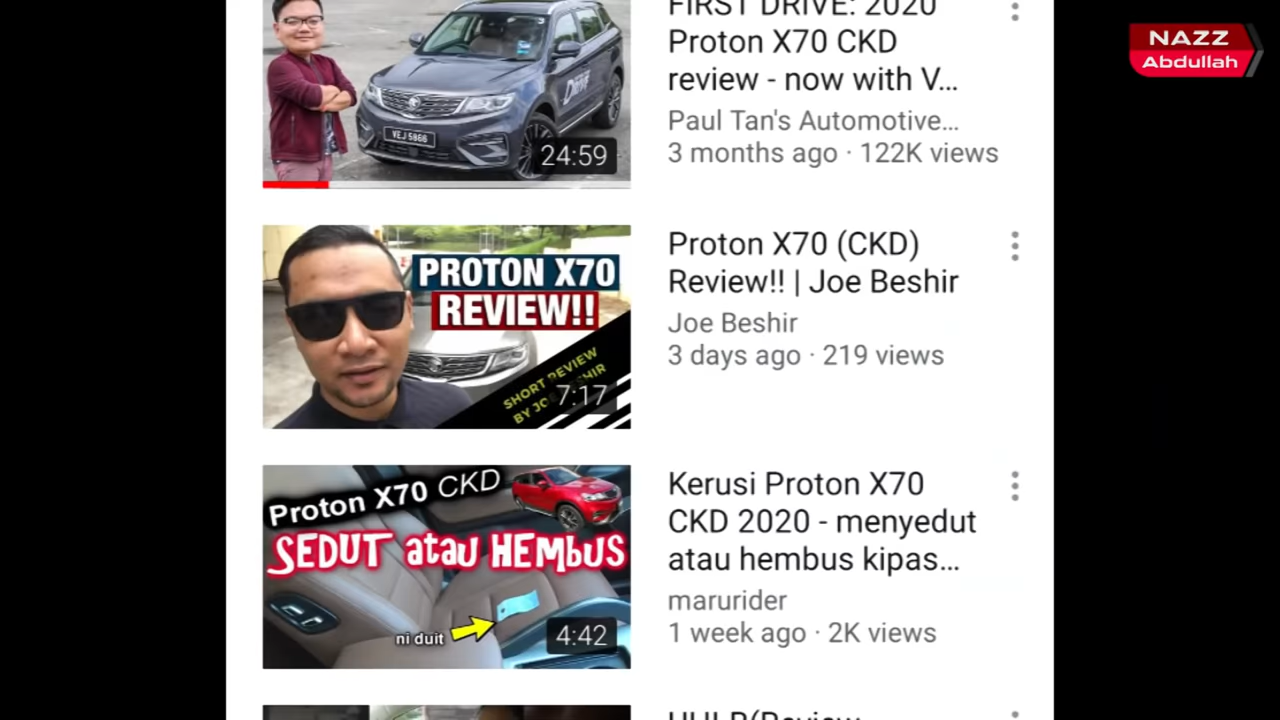 FIRST DRIVE: 2020
Proton X70 CKD
review - now with V...
Paul Tan's Automotive...
3 months ago · 122K views
VEJ 5866
24:59
NAZZ
Abdullah
PROTON X70
REVIEW!!
SHORT REVIEW
BY JO
7:17
Proton X70 (CKD)
Review!! | Joe Beshir
Joe Beshir
3 days ago · 219 views
Proton X70 CKD
SEDUT atau HEMBUS
ni duit
4:42
Kerusi Proton X70
CKD 2020 - menyedut
atau hembus kipas...
marurider
1 week ago · 2K views